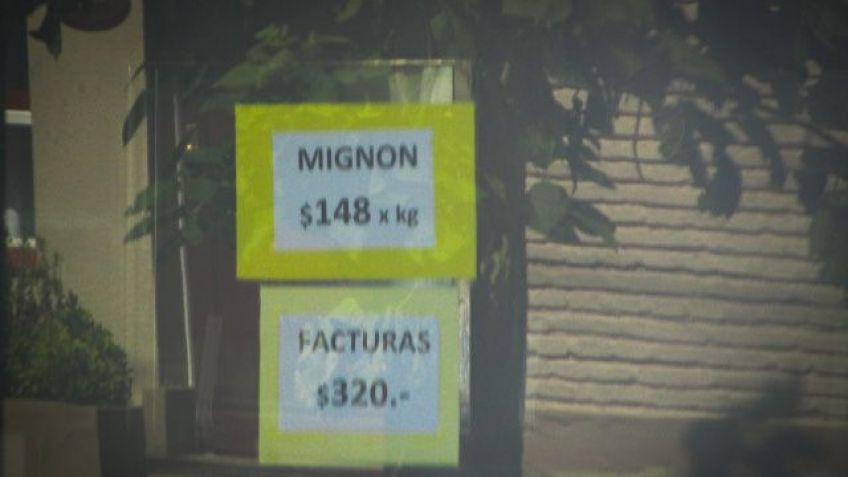 MIGNON
$148 x kg
FACTURAS
$320.-